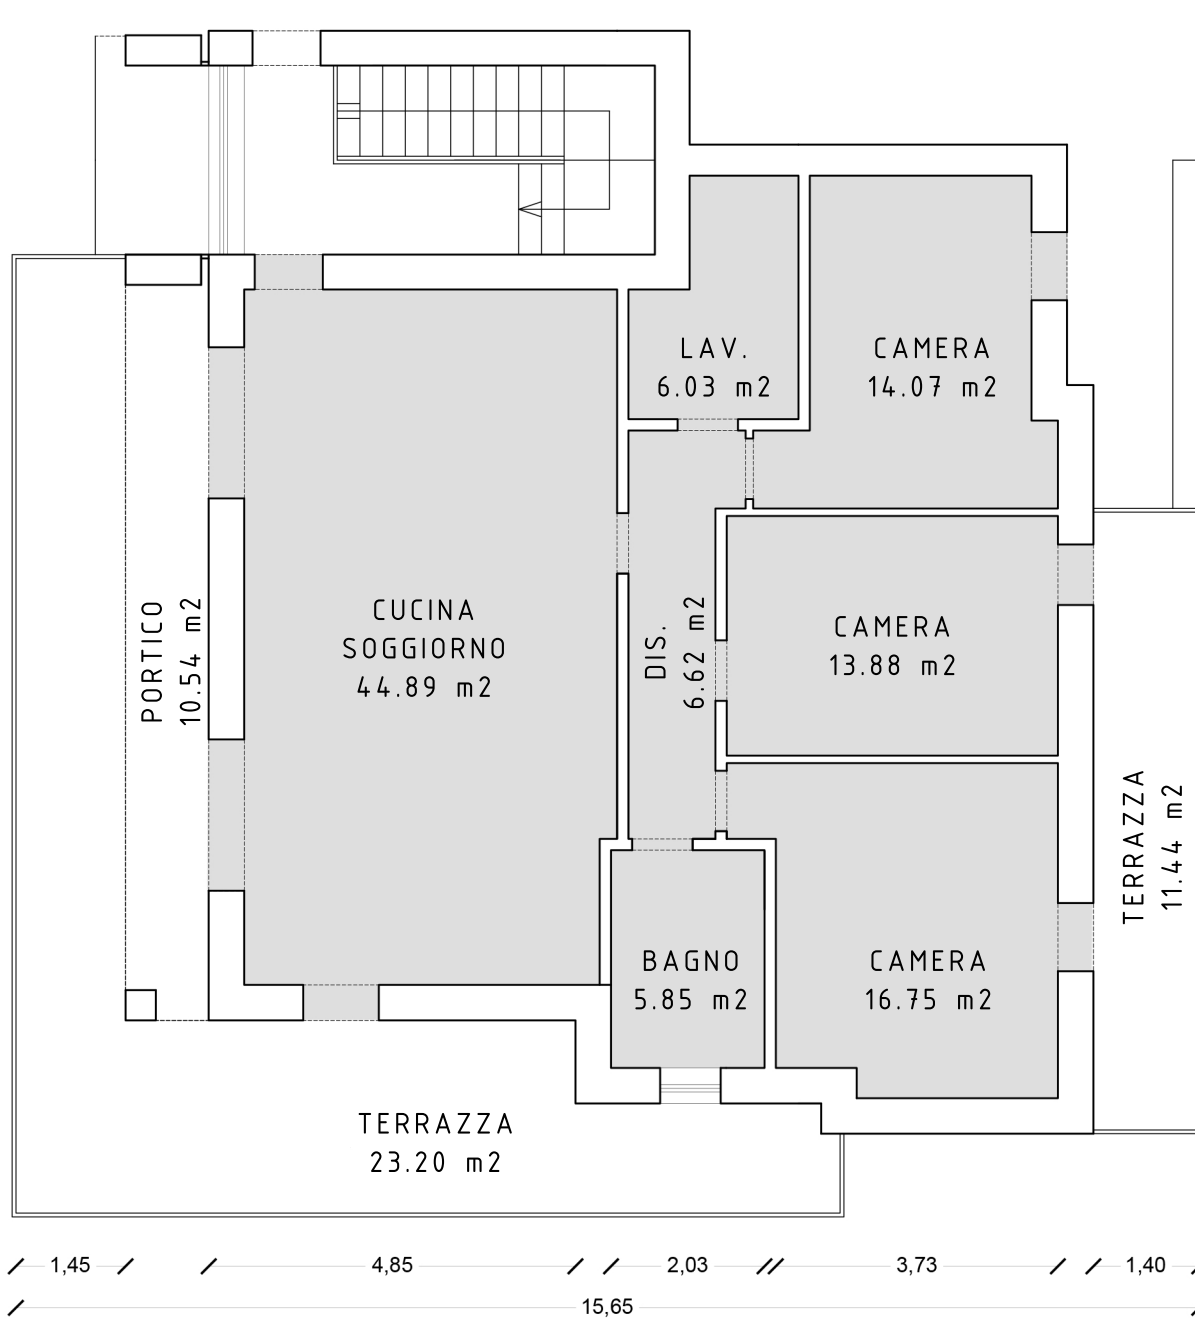 LAV.
6.03 m2
CAMERA
14.07 m2
PORTICO
10.54 m2
CUCINA
SOGGIORNO
44.89 m2
DIS.
6.62 m2
CAMERA
13.88 m2
TERRAZZA
11.44 m2
BAGNO
5.85 m2
CAMERA
16.75 m2
TERRAZZA
23.20 m2
1,45 4,85 2,03 3,73 1,40
15,65